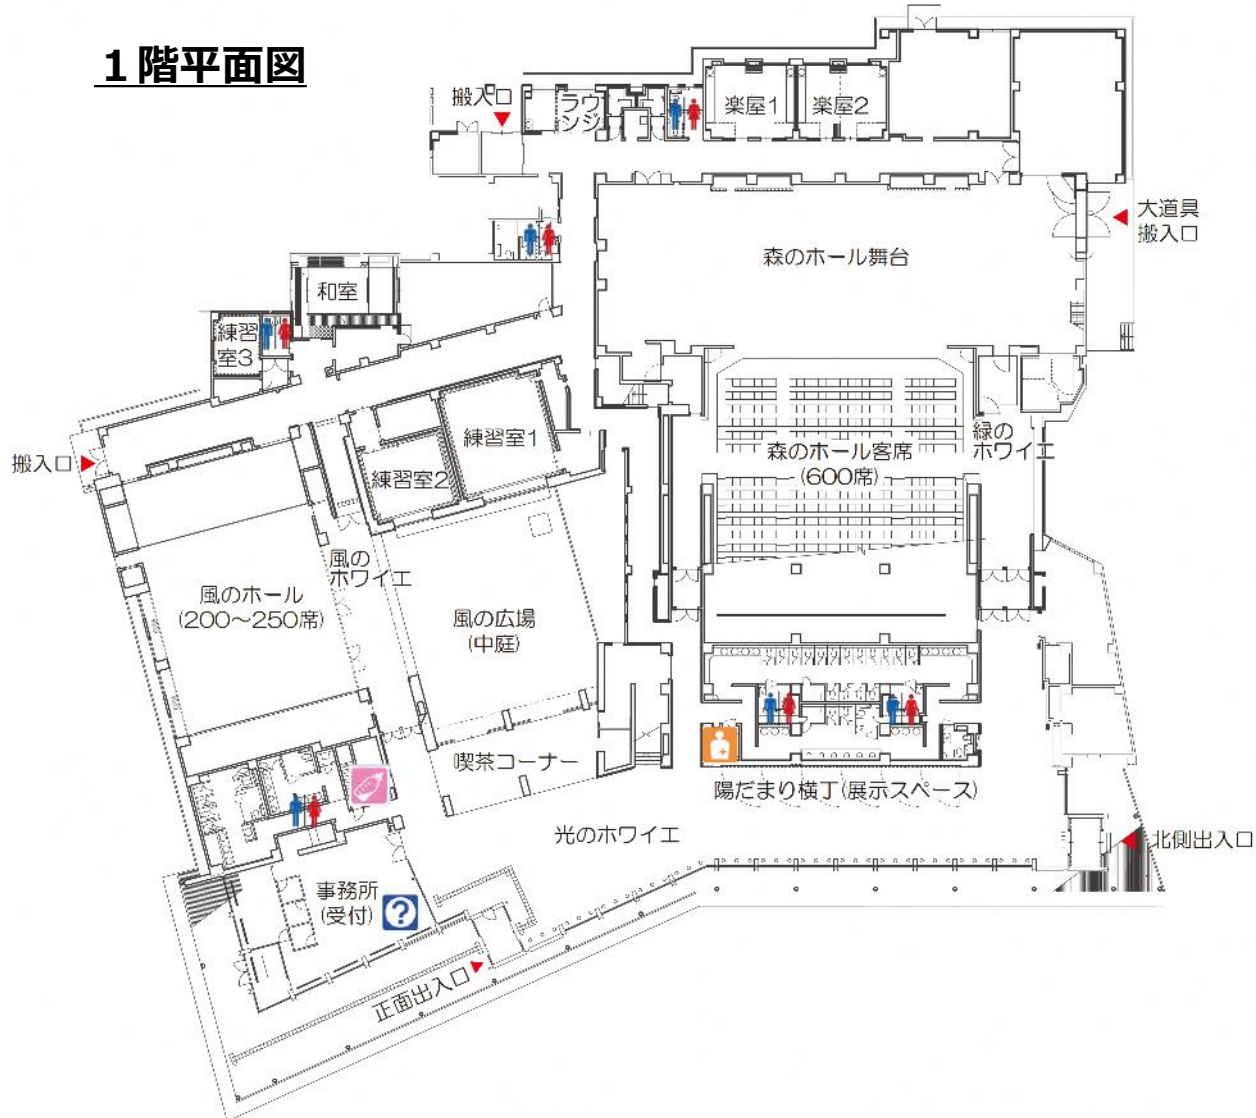 １階平面図
搬入口
ラウ
ンジ
楽屋1
楽屋2
大道具
搬入口
森のホール舞台
和室
練習
室3
練習室1
練習室2
搬入口
緑の
ホワイエ
森のホール客席
(600席)
風の
ホワイエ
風のホール
(200〜250席)
風の広場
(中庭)
喫茶コーナー
陽だまり横丁(展示スペース)
光のホワイエ
北側出入口
事務所
(受付)
?
正面出入口